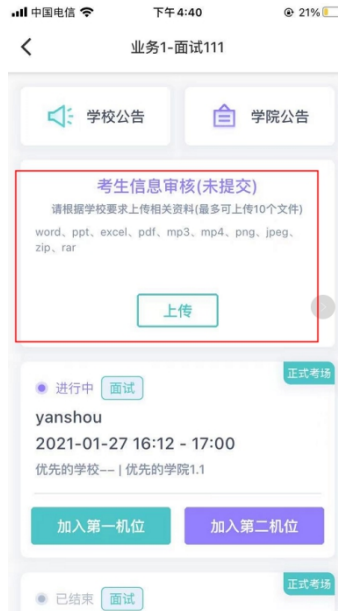 中国电信 下午4:40 21%
业务1-面试111
学校公告 学院公告
考生信息审核(未提交)
请根据学校要求上传相关资料(最多可上传10个文件)
word、ppt、excel、pdf、mp3、mp4、png、jpeg、
zip、rar
上传
正式考场
进行中 面试
yanshou
2021-01-27 16:12 - 17:00
优先的学校-- | 优先的学院1.1
加入第一机位 加入第二机位
正式考场
已结束 面试